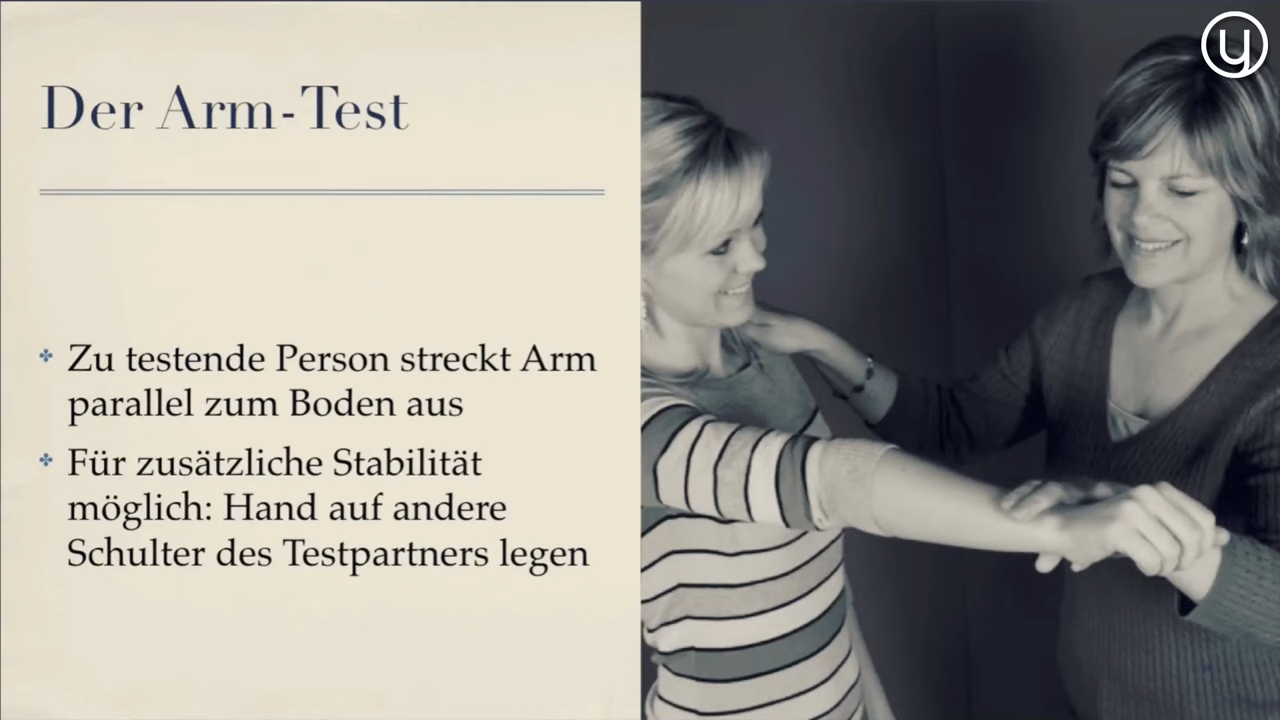 y
Der Arm-Test
Zu testende Person streckt Arm
parallel zum Boden aus
Für zusätzliche Stabilität
möglich: Hand auf andere
Schulter des Testpartners legen